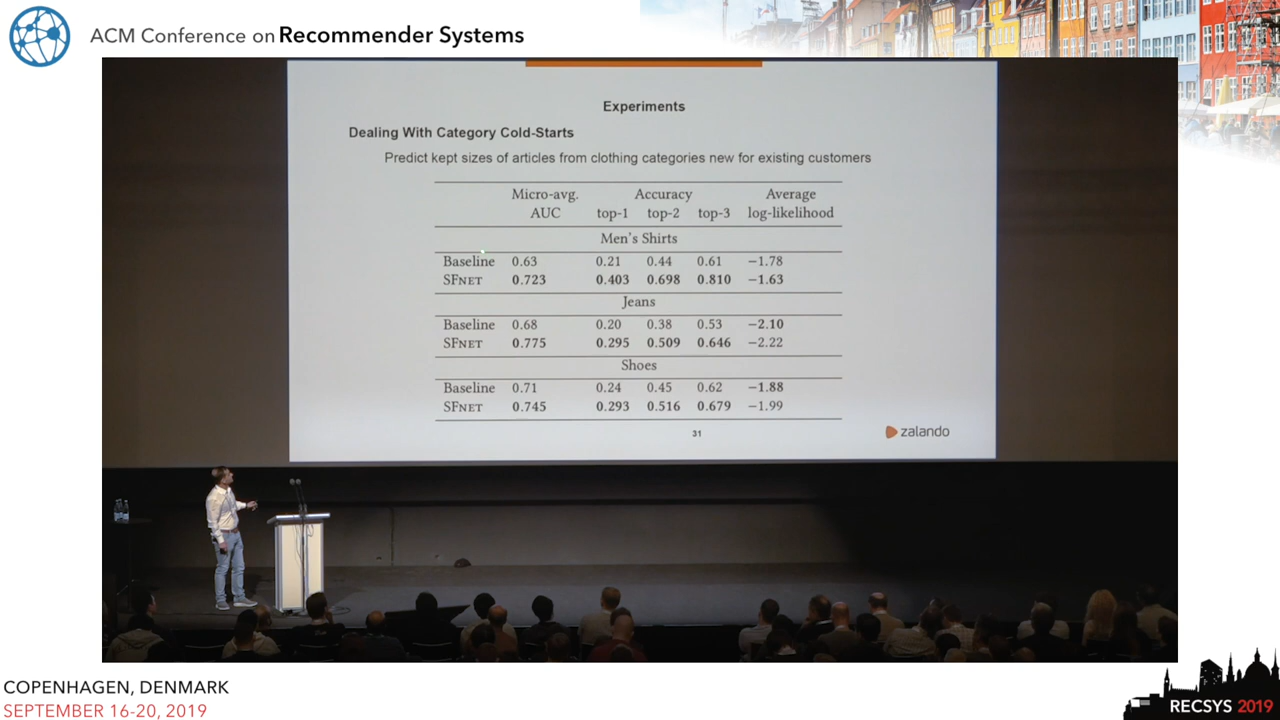 ACM Conference on Recommender Systems
Experiments
Dealing With Category Cold-Starts
Predict kept sizes of articles from clothing categories new for existing customers
Micro-avg. Accuracy Average
AUC top-1 top-2 top-3 log-likelihood
Men's Shirts
Baseline 0.63 0.21 0.44 0.61 −1.78
SFNET 0.723 0.403 0.698 0.810 −1.63
Jeans
Baseline 0.68 0.20 0.38 0.53 −2.10
SFNET 0.775 0.295 0.509 0.646 −2.22
Shoes
Baseline 0.71 0.24 0.45 0.62 −1.88
SFNET 0.745 0.293 0.516 0.679 −1.99
31
zalando
COPENHAGEN, DENMARK
SEPTEMBER 16-20, 2019
RECSYS 2019